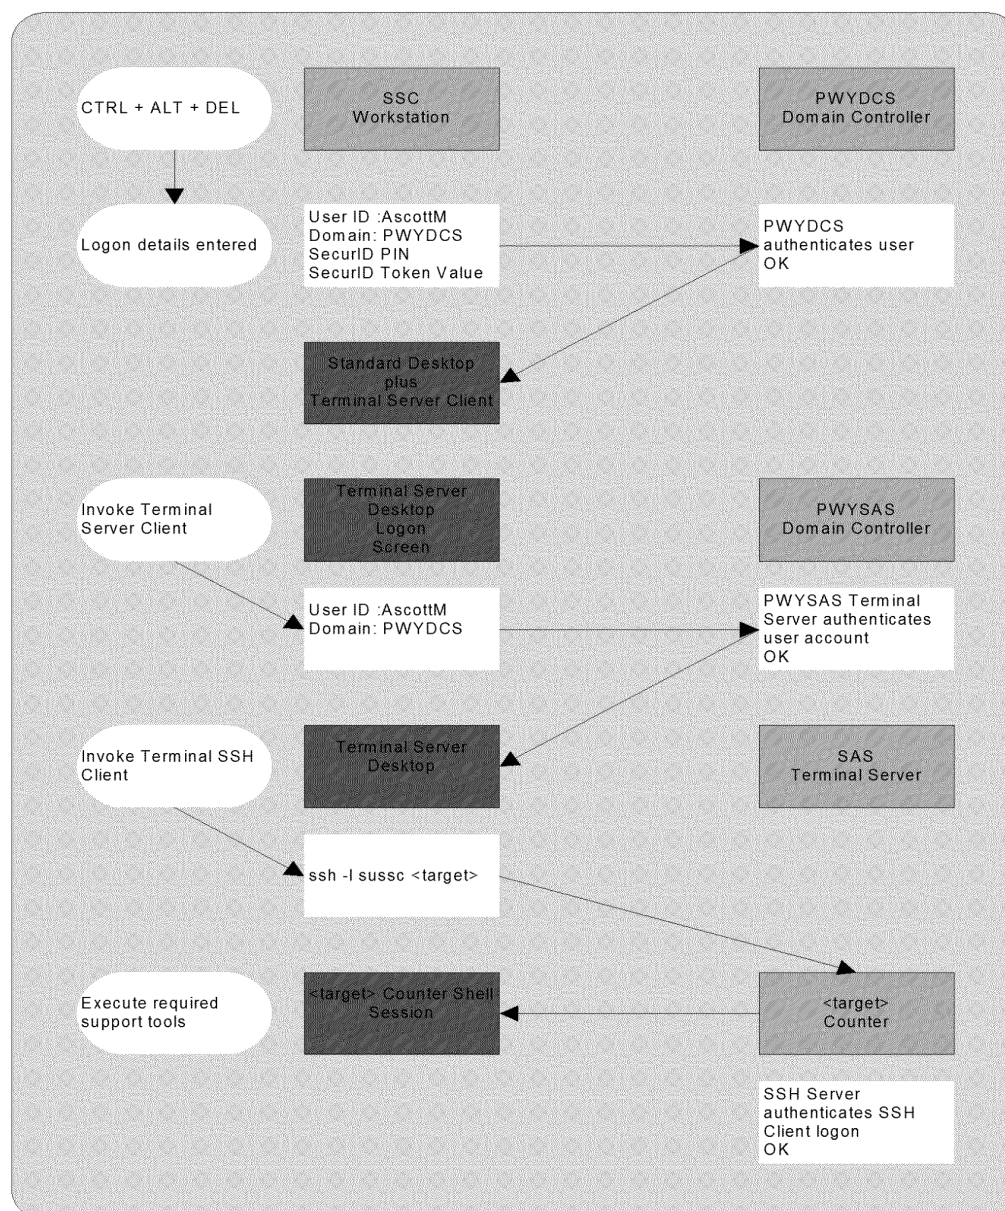 CTRL + ALT + DEL
SSC
Workstation
PWYDCS
Domain Controller
Logon details entered
User ID :AscottM
Domain: PWYDCS
SecurID PIN
SecurID Token Value
PWYDCS
authenticates user
OK
Standard Desktop
plus
Terminal Server Client
Invoke Terminal
Server Client
Terminal Server
Desktop
Logon
Screen
PWYSAS
Domain Controller
User ID :AscottM
Domain: PWYDCS
PWYSAS Terminal
Server authenticates
user account
OK
Invoke Terminal SSH
Client
Terminal Server
Desktop
SAS
Terminal Server
ssh -l sussc <target>
Execute required
support tools
<target> Counter Shell
Session
<target>
Counter
SSH Server
authenticates SSH
Client logon
OK